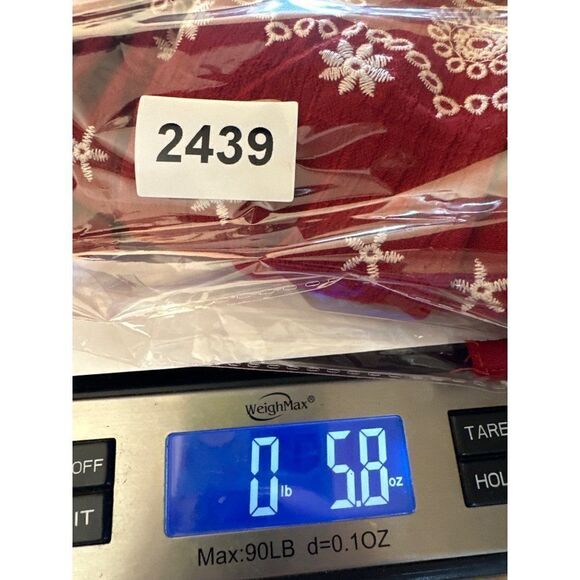 2439
WeighMax®
OFF
IT
0 lb 5.8 oz
TARE
HOL
Max:90LB d=0.1OZ